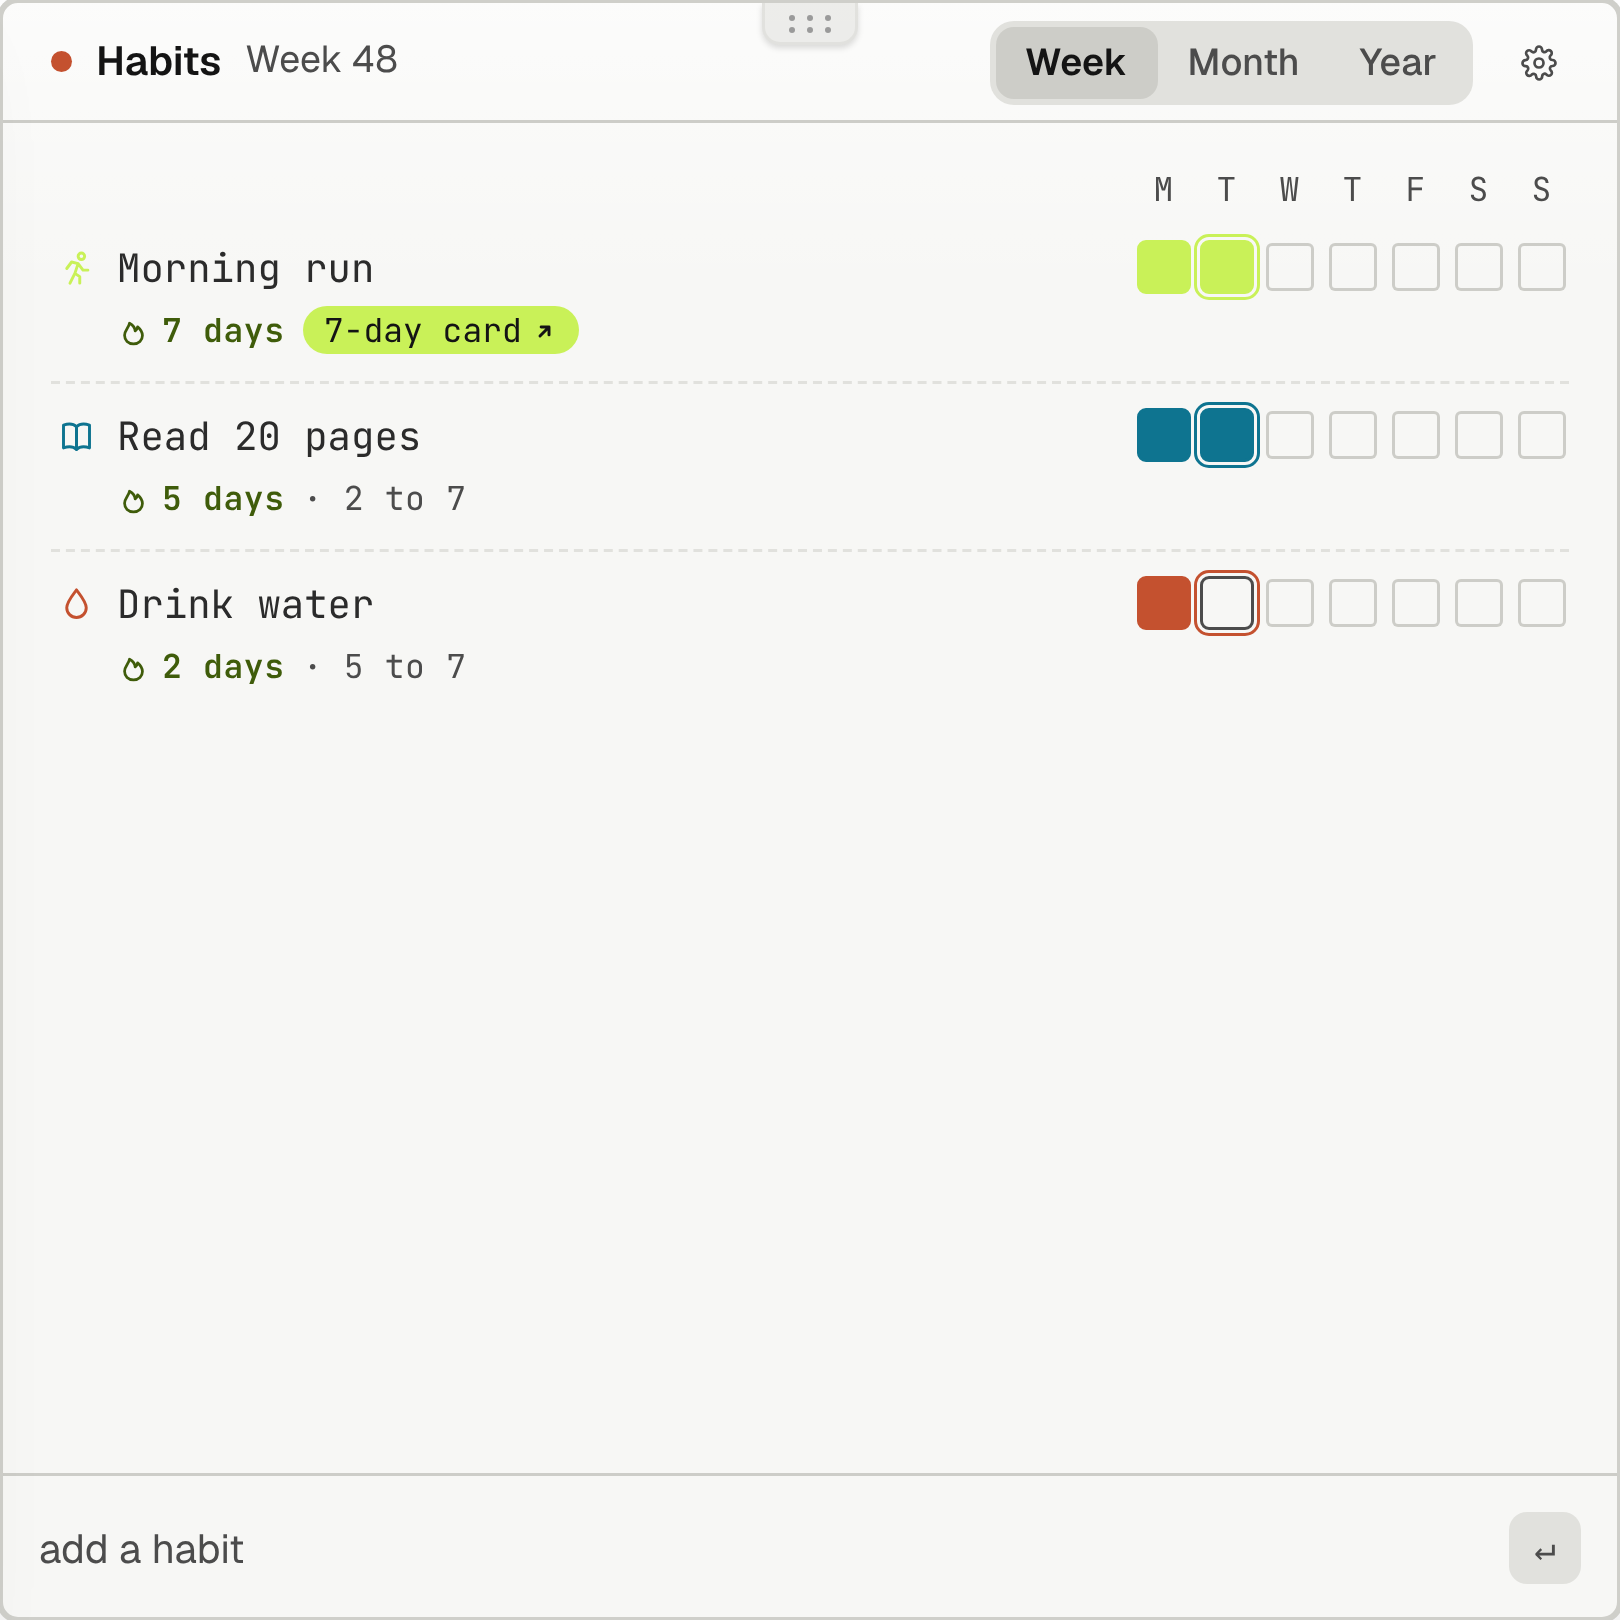 Habits Week 48 Week Month Year
M T W T F S S
Morning run
7 days 7-day card ↗
Read 20 pages
5 days · 2 to 7
Drink water
2 days · 5 to 7
add a habit ↵